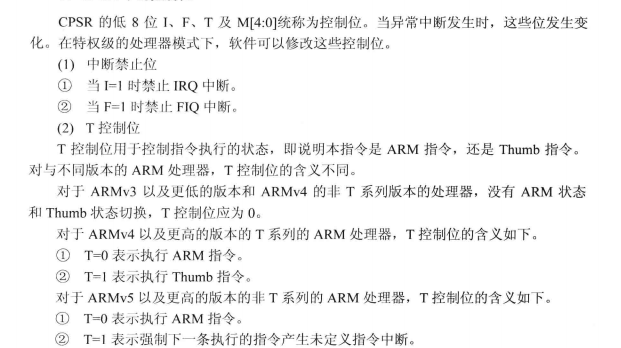 CPSR 的低 8 位 I、F、T 及 M[4:0]统称为控制位。当异常中断发生时，这些位发生变
化。在特权级的处理器模式下，软件可以修改这些控制位。
(1) 中断禁止位
① 当 I=1 时禁止 IRQ 中断。
② 当 F=1 时禁止 FIQ 中断。
(2) T 控制位
T 控制位用于控制指令执行的状态，即说明本指令是 ARM 指令，还是 Thumb 指令。
对与不同版本的 ARM 处理器，T 控制位的含义不同。
对于 ARMv3 以及更低的版本和 ARMv4 的非 T 系列版本的处理器，没有 ARM 状态
和 Thumb 状态切换，T 控制位应为 0。
对于 ARMv4 以及更高的版本的 T 系列的 ARM 处理器，T 控制位的含义如下。
① T=0 表示执行 ARM 指令。
② T=1 表示执行 Thumb 指令。
对于 ARMv5 以及更高的版本的非 T 系列的 ARM 处理器，T 控制位的含义如下。
① T=0 表示执行 ARM 指令。
② T=1 表示强制下一条执行的指令产生未定义指令中断。